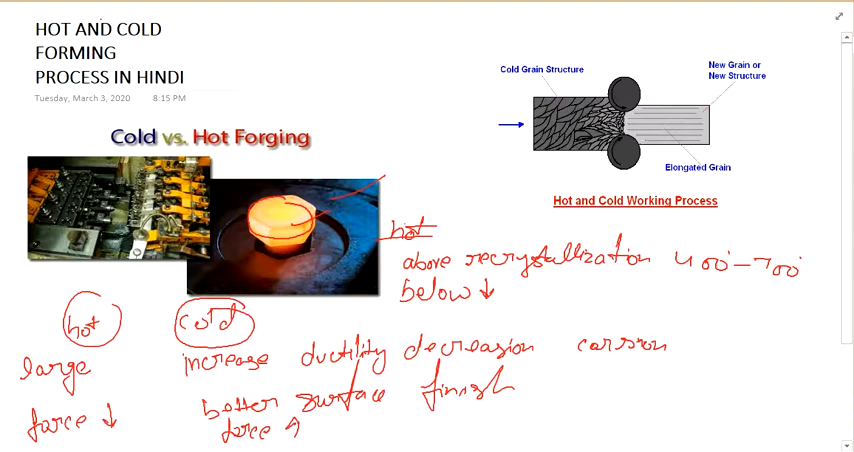 HOT AND COLD
FORMING
PROCESS IN HINDI
Tuesday, March 3, 2020 8:15 PM
Cold vs. Hot Forging
Cold Grain Structure
New Grain or
New Structure
Elongated Grain
Hot and Cold Working Process
hot
above recrystallization 400° - 700°
below ↓
hot cold
large increase ductility decreasion
better surface finish
force ↓ force ↑